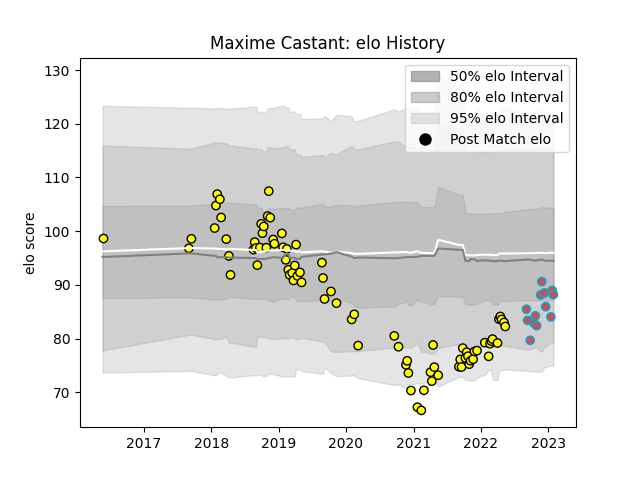 Maxime Castant: elo History
130
120
110
100
90
80
70
elo score
50% elo Interval
80% elo Interval
95% elo Interval
Post Match elo
2017
2018
2019
2020
2021
2022
2023